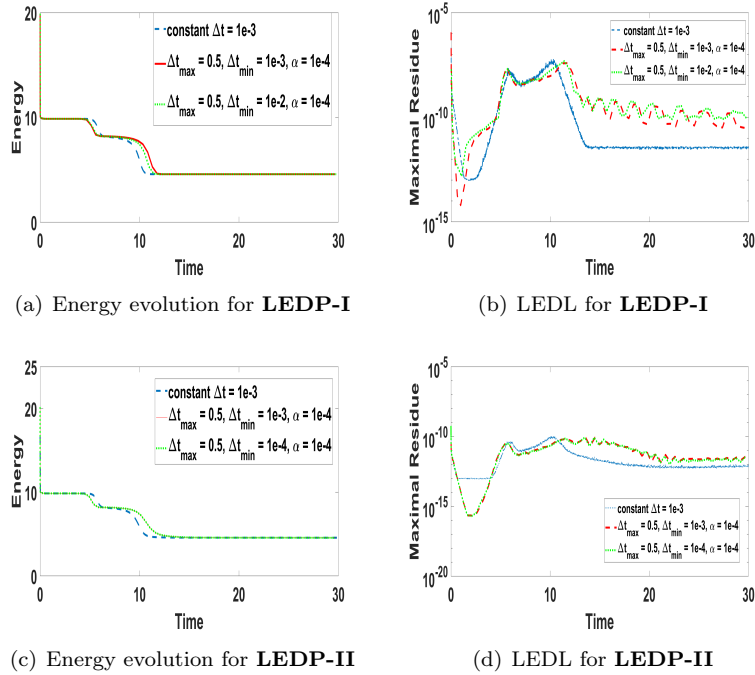 20
10
0
0
10
20
30
Energy
Time
constant Δt = 1e-3
Δt_max = 0.5, Δt_min = 1e-3, α = 1e-4
Δt_max = 0.5, Δt_min = 1e-2, α = 1e-4
(a) Energy evolution for LEDP-I
10^-5
10^-10
10^-15
0
10
20
30
Maximal Residue
Time
constant Δt = 1e-3
Δt_max = 0.5, Δt_min = 1e-3, α = 1e-4
Δt_max = 0.5, Δt_min = 1e-2, α = 1e-4
(b) LEDL for LEDP-I
25
20
10
0
0
10
20
30
Energy
Time
constant Δt = 1e-3
Δt_max = 0.5, Δt_min = 1e-3, α = 1e-4
Δt_max = 0.5, Δt_min = 1e-4, α = 1e-4
(c) Energy evolution for LEDP-II
10^-5
10^-10
10^-15
10^-20
0
10
20
30
Maximal Residue
Time
constant Δt = 1e-3
Δt_max = 0.5, Δt_min = 1e-3, α = 1e-4
Δt_max = 0.5, Δt_min = 1e-4, α = 1e-4
(d) LEDL for LEDP-II